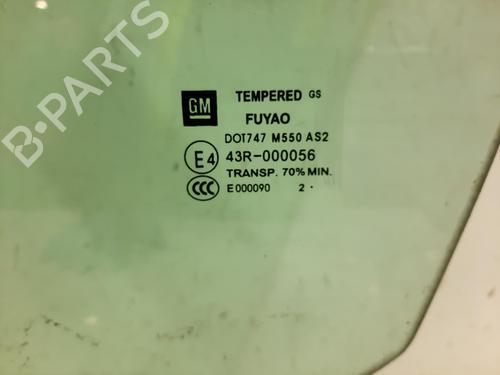 GM TEMPERED GS
FUYAO
DOT747 M550 AS2
E4 43R-000056
TRANSP. 70% MIN.
CCC E000090 2 .
B-PARTS